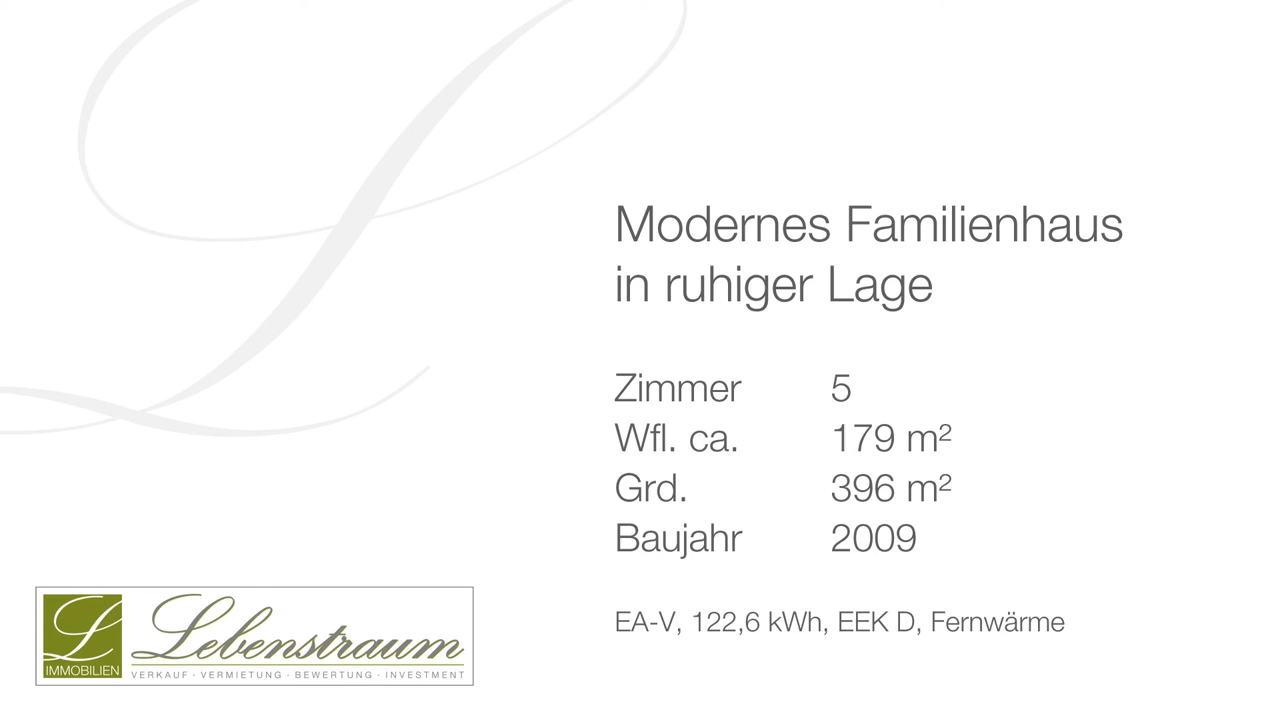 Modernes Familienhaus
in ruhiger Lage
Zimmer 5
Wfl. ca. 179 m²
Grd. 396 m²
Baujahr 2009
EA-V, 122,6 kWh, EEK D, Fernwärme
L Lebenstraum
IMMOBILIEN VERKAUF · VERMIETUNG · BEWERTUNG · INVESTMENT